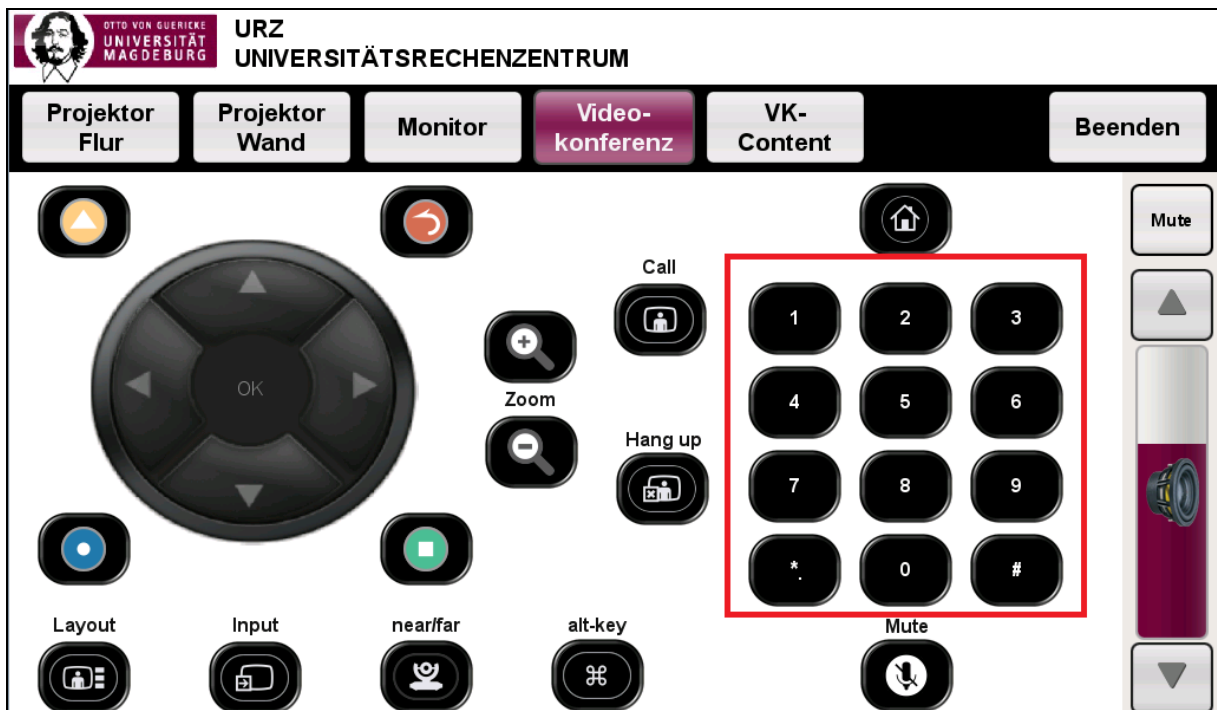 OTTO VON GUERICKE
UNIVERSITÄT
MAGDEBURG
URZ
UNIVERSITÄTSRECHENZENTRUM
Projektor
Flur
Projektor
Wand
Monitor
Video-
konferenz
VK-
Content
Beenden
Mute
Call
1 2 3
OK
Zoom
4 5 6
Hang up
7 8 9
*. 0 #
Layout Input near/far alt-key Mute